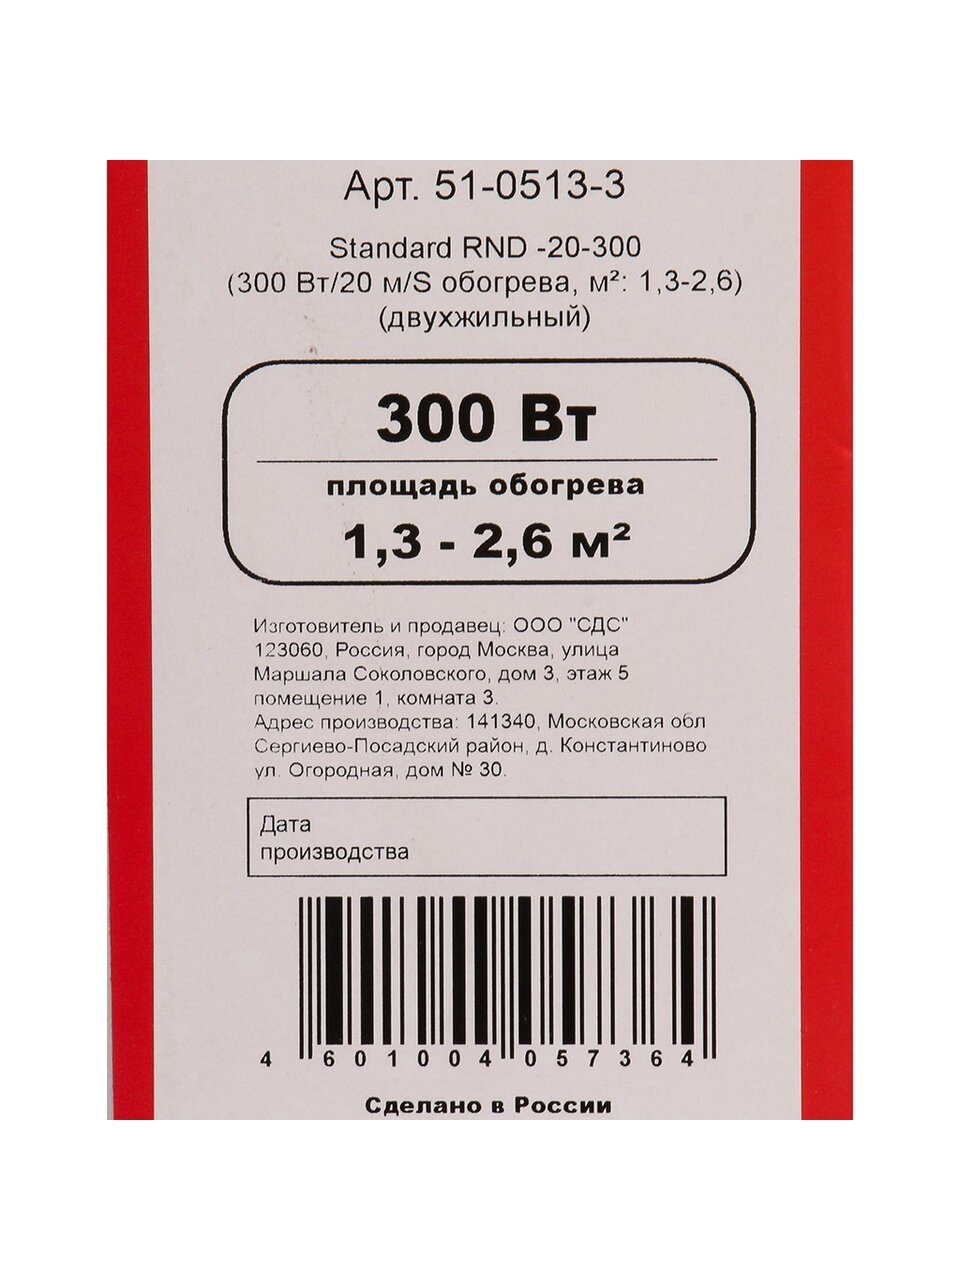 Арт. 51-0513-3
Standard RND -20-300
(300 Вт/20 м/S обогрева, м²: 1,3-2,6)
(двухжильный)
300 Вт
площадь обогрева
1,3 - 2,6 м²
Изготовитель и продавец: ООО "СДС"
123060, Россия, город Москва, улица
Маршала Соколовского, дом 3, этаж 5
помещение 1, комната 3.
Адрес производства: 141340, Московская обл
Сергиево-Посадский район, д. Константиново
ул. Огородная, дом № 30.
Дата
производства
4 601004 057364
Сделано в России